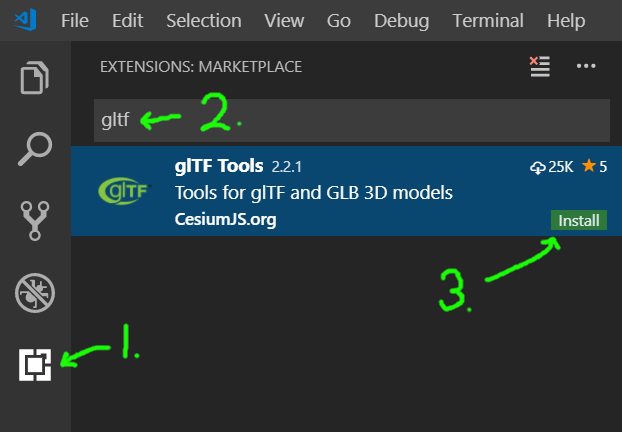 File Edit Selection View Go Debug Terminal Help
EXTENSIONS: MARKETPLACE
gltf
2.
glTF
glTF Tools 2.2.1 25K 5
Tools for glTF and GLB 3D models
CesiumJS.org Install
3.
1.